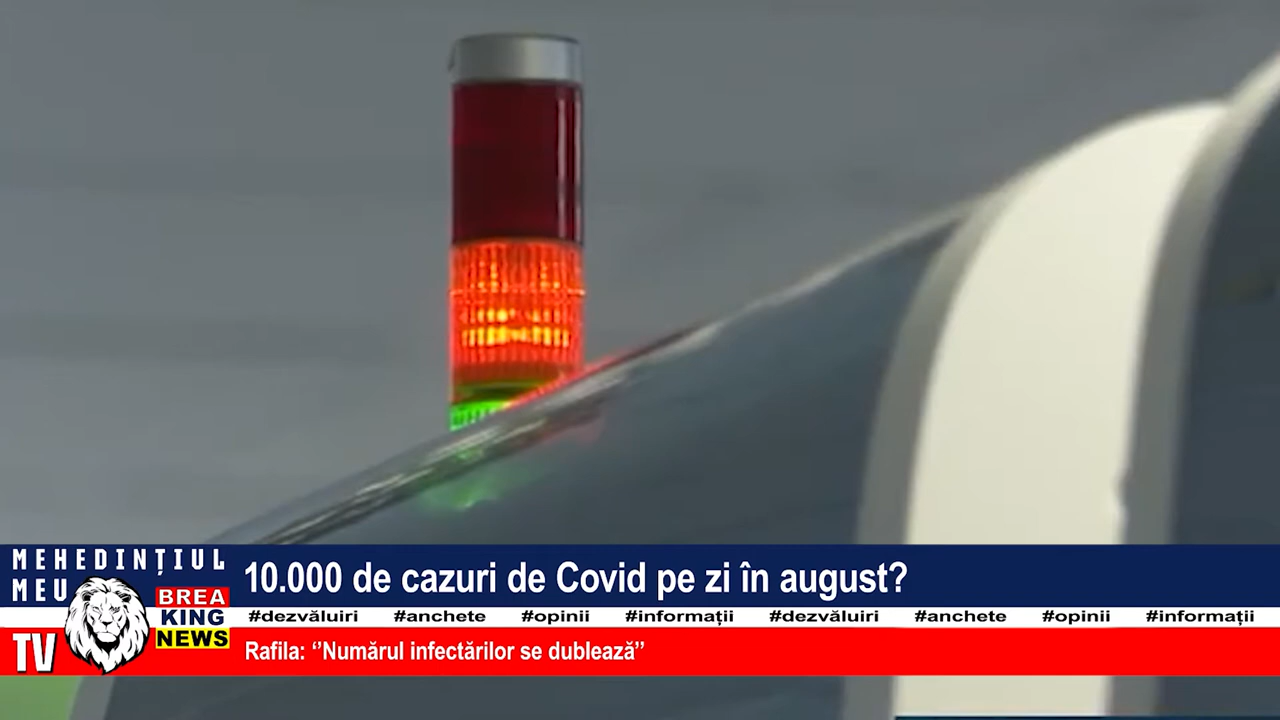 MEHEDINȚIUL
MEU
TV
BREA
KING
NEWS
10.000 de cazuri de Covid pe zi în august?
#dezvăluiri #anchete #opinii #informații #dezvăluiri #anchete #opinii #informații
Rafila: ‘’Numărul infectărilor se dublează’’